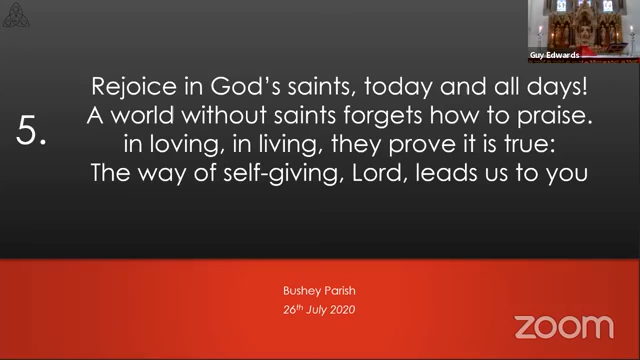 Guy Edwards
5.
Rejoice in God's saints, today and all days!
A world without saints forgets how to praise.
in loving, in living, they prove it is true:
The way of self-giving, Lord, leads us to you
Bushey Parish
26th July 2020
zoom